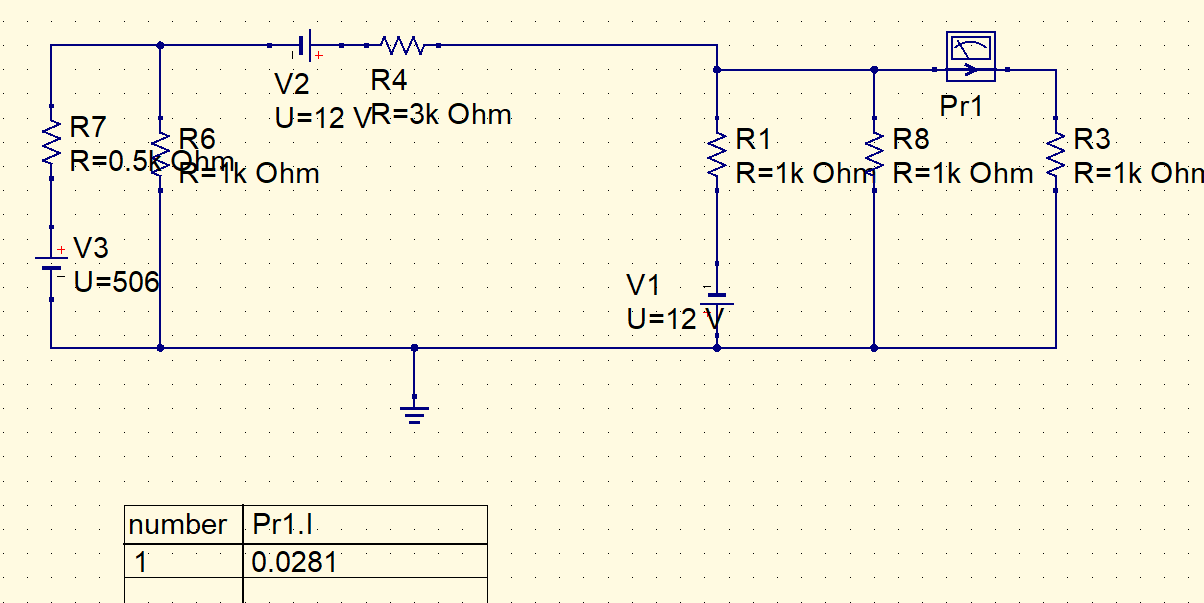 Pr1
V2
U=12 V
R4
R=3k Ohm
R7
R=0.5k Ohm
R6
R=1k Ohm
R1
R=1k Ohm
R8
R=1k Ohm
R3
R=1k Ohm
V3
U=506
V1
U=12 V
number Pr1.I
1 0.0281